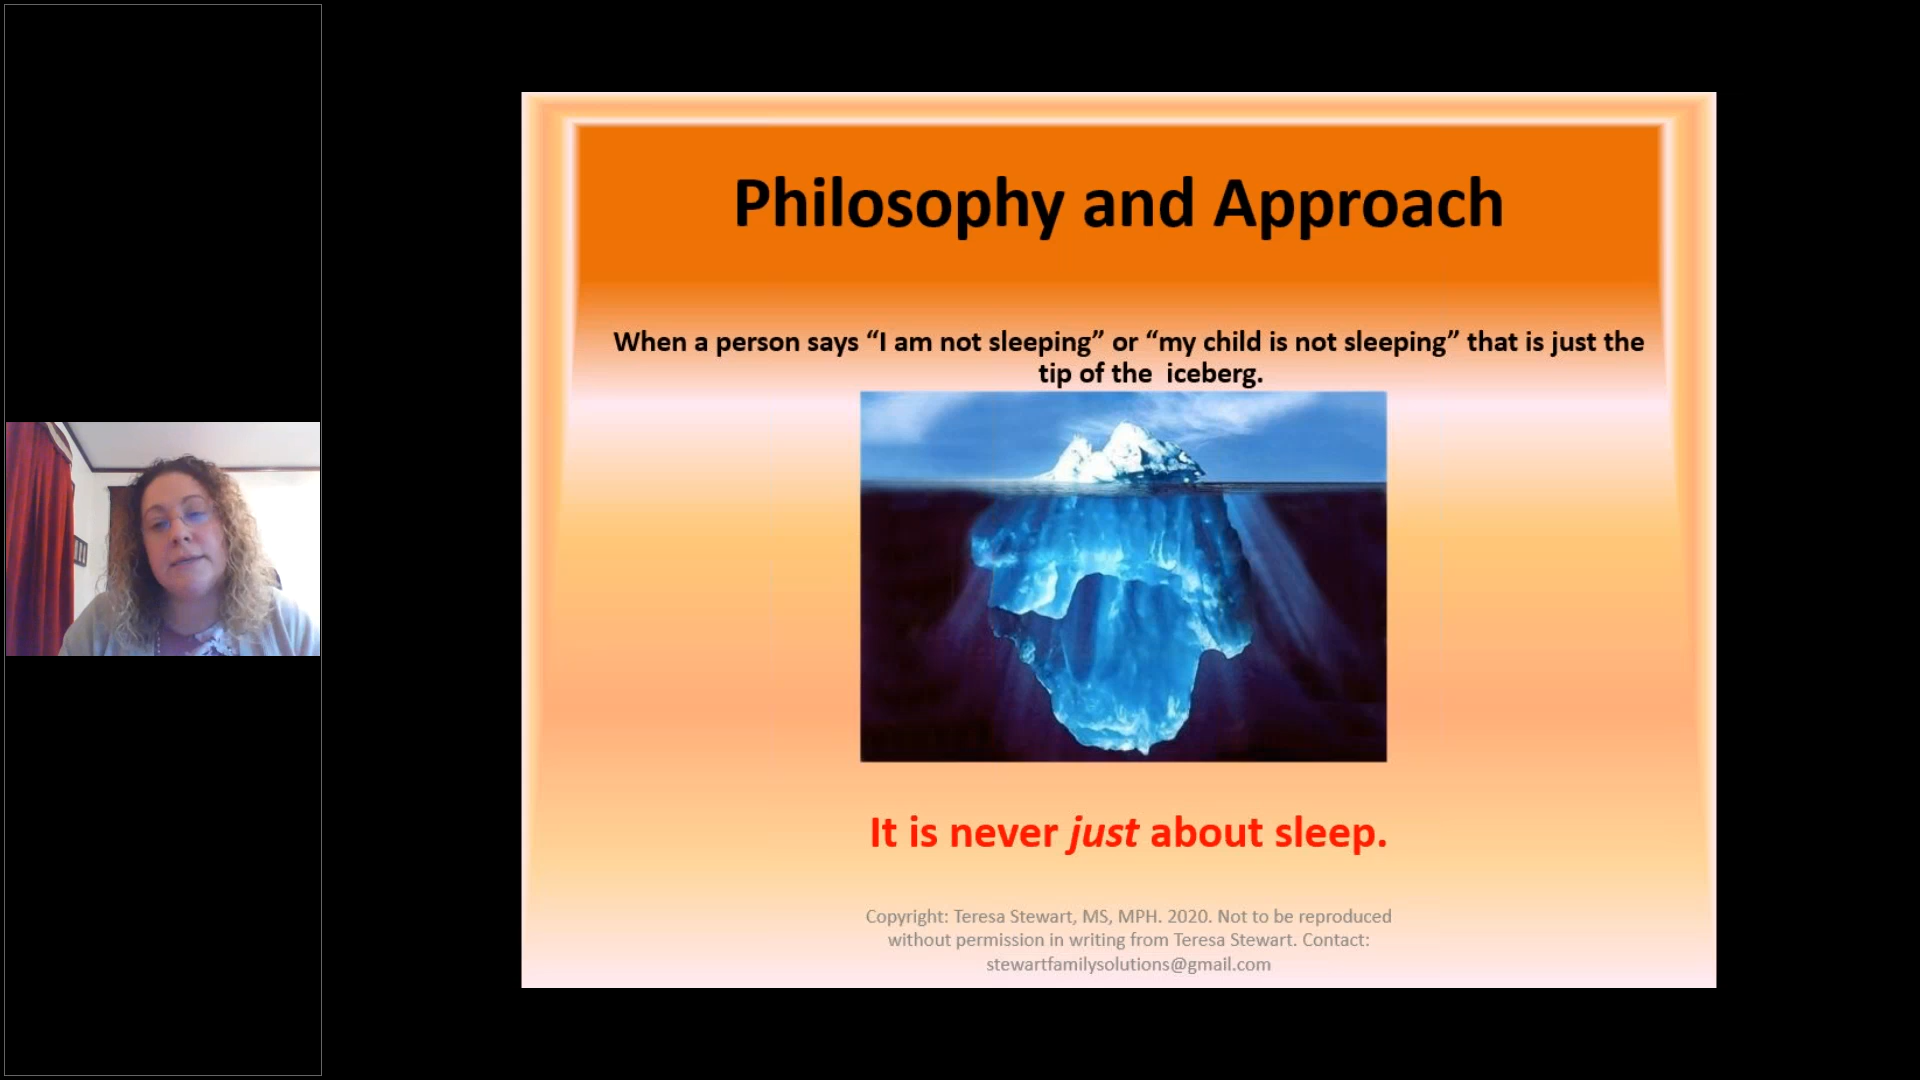 Philosophy and Approach
When a person says “I am not sleeping” or “my child is not sleeping” that is just the
tip of the  iceberg.
It is never just about sleep.
Copyright: Teresa Stewart, MS, MPH. 2020. Not to be reproduced
without permission in writing from Teresa Stewart. Contact:
stewartfamilysolutions@gmail.com